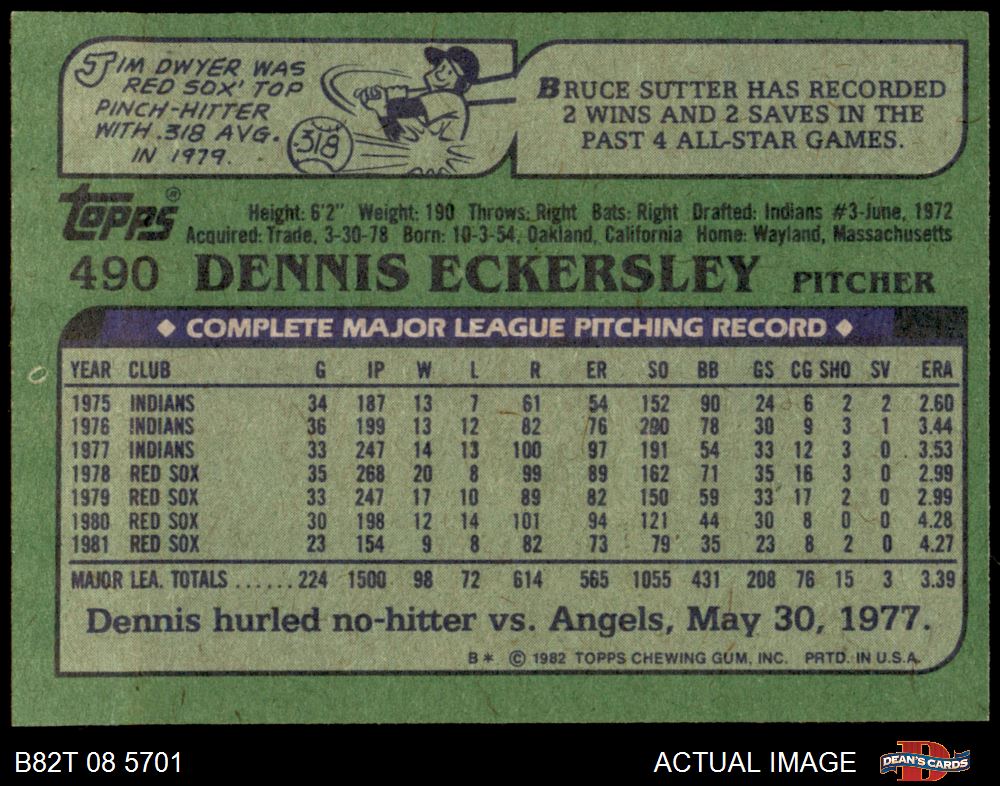 JIM DWYER WAS
RED SOX' TOP
PINCH-HITTER
WITH .318 AVG.
IN 1979.
.318
BRUCE SUTTER HAS RECORDED
2 WINS AND 2 SAVES IN THE
PAST 4 ALL-STAR GAMES.
TOPPS®
Height: 6'2" Weight: 190 Throws: Right Bats: Right Drafted: Indians #3-June, 1972
Acquired: Trade, 3-30-78 Born: 10-3-54, Oakland, California Home: Wayland, Massachusetts
490 DENNIS ECKERSLEY PITCHER
◆ COMPLETE MAJOR LEAGUE PITCHING RECORD ◆
YEAR CLUB G IP W L R ER SO BB GS CG SHO SV ERA
1975 INDIANS 34 187 13 7 61 54 152 90 24 6 2 2 2.60
1976 INDIANS 36 199 13 12 82 76 200 78 30 9 3 1 3.44
1977 INDIANS 33 247 14 13 100 97 191 54 33 12 3 0 3.53
1978 RED SOX 35 268 20 8 99 89 162 71 35 16 3 0 2.99
1979 RED SOX 33 247 17 10 89 82 150 59 33 17 2 0 2.99
1980 RED SOX 30 198 12 14 101 94 121 44 30 8 0 0 4.28
1981 RED SOX 23 154 9 8 82 73 79 35 23 8 2 0 4.27
MAJOR LEA. TOTALS ...... 224 1500 98 72 614 565 1055 431 208 76 15 3 3.39
Dennis hurled no-hitter vs. Angels, May 30, 1977.
B* © 1982 TOPPS CHEWING GUM, INC. PRTD. IN U.S.A.
B82T 08 5701
ACTUAL IMAGE
D
DEAN'S CARDS